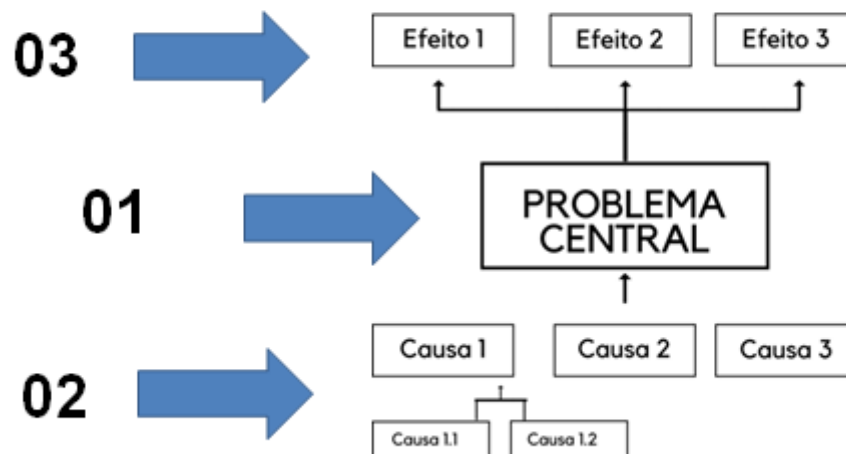 03
Efeito 1
Efeito 2
Efeito 3
01
PROBLEMA
CENTRAL
02
Causa 1
Causa 2
Causa 3
Causa 1.1
Causa 1.2